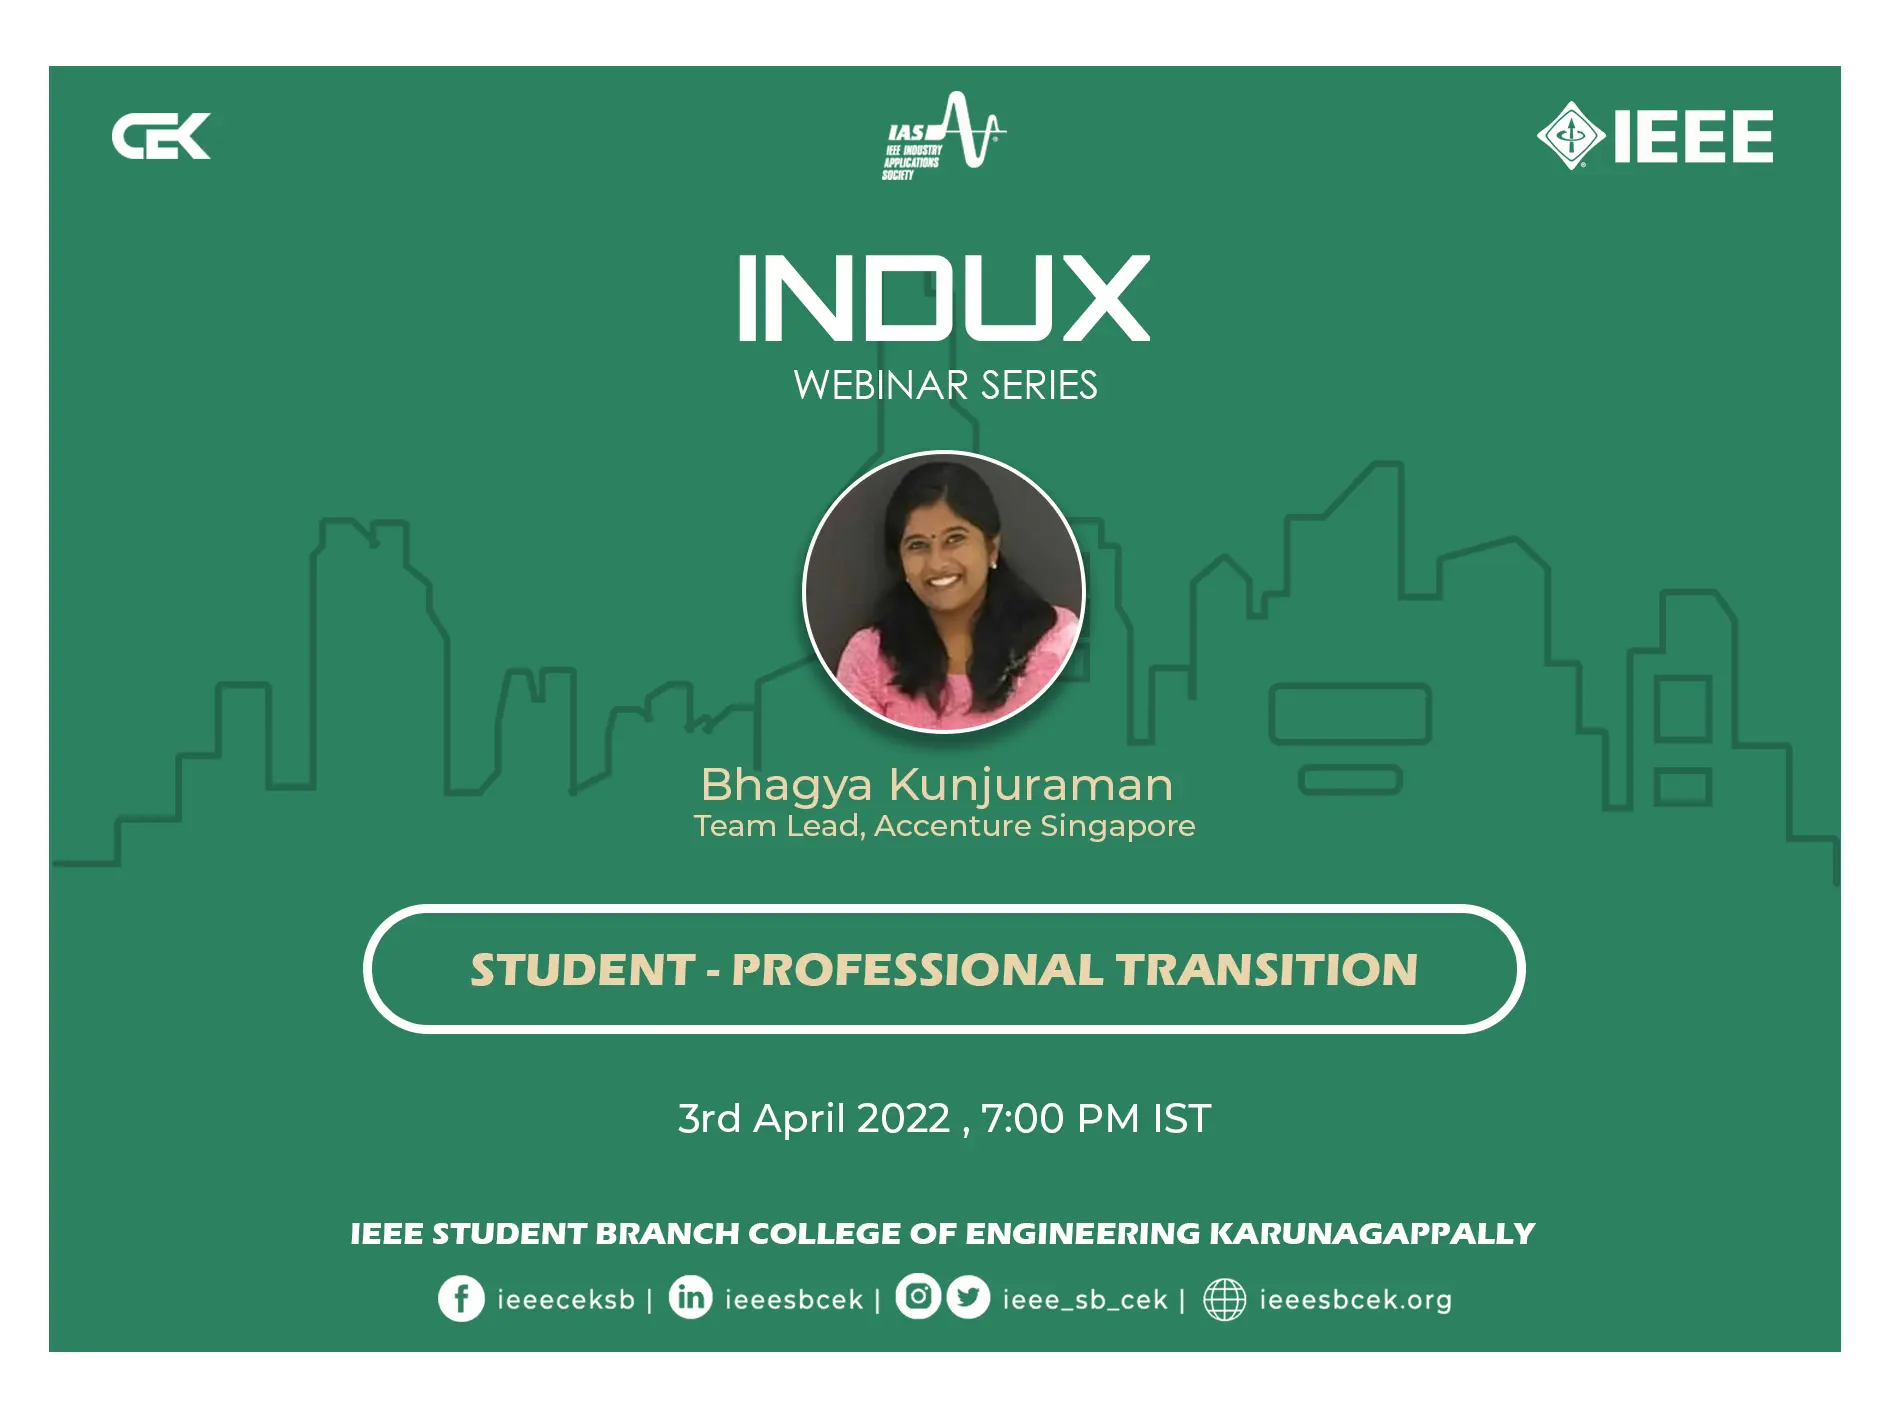 CEK
IAS
IEEE INDUSTRY
APPLICATIONS
SOCIETY
IEEE
INDUX
WEBINAR SERIES
Bhagya Kunjuraman
Team Lead, Accenture Singapore
STUDENT - PROFESSIONAL TRANSITION
3rd April 2022 , 7:00 PM IST
IEEE STUDENT BRANCH COLLEGE OF ENGINEERING KARUNAGAPPALLY
ieeeceksb | ieeesbcek | ieee_sb_cek | ieeesbcek.org